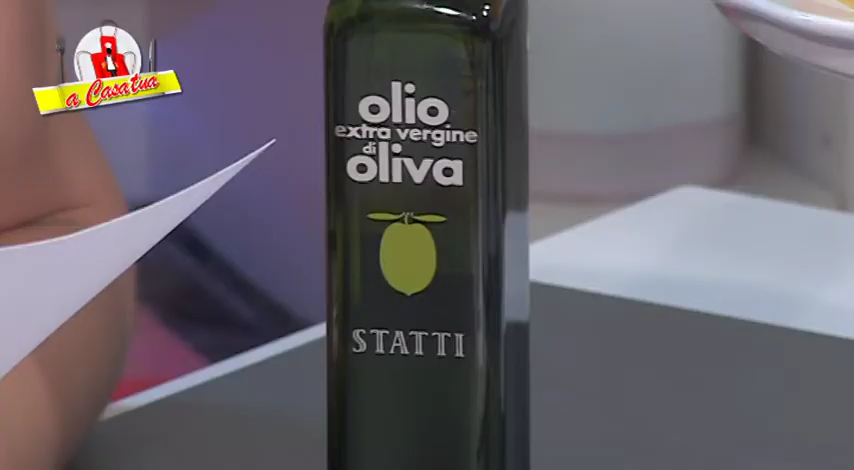 a Casa tua
olio
extra vergine
di
oliva
STATTI